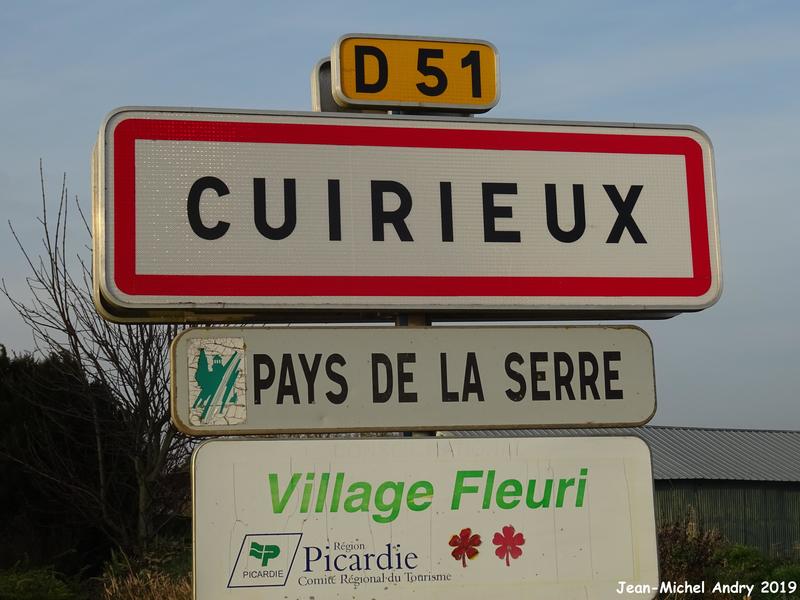 D 51
CUIRIEUX
PAYS DE LA SERRE
Village Fleuri
Région
Picardie
PICARDIE
Comité Régional du Tourisme
Jean-Michel Andry 2019